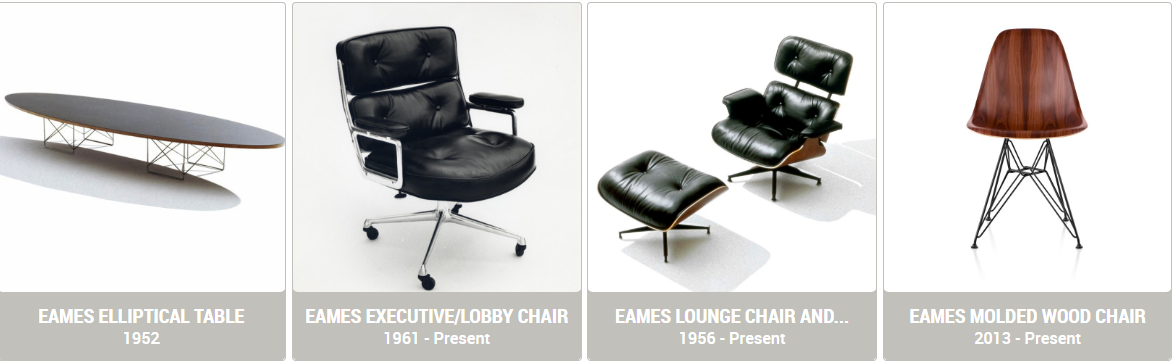 EAMES ELLIPTICAL TABLE
1952
EAMES EXECUTIVE/LOBBY CHAIR
1961 - Present
EAMES LOUNGE CHAIR AND...
1956 - Present
EAMES MOLDED WOOD CHAIR
2013 - Present